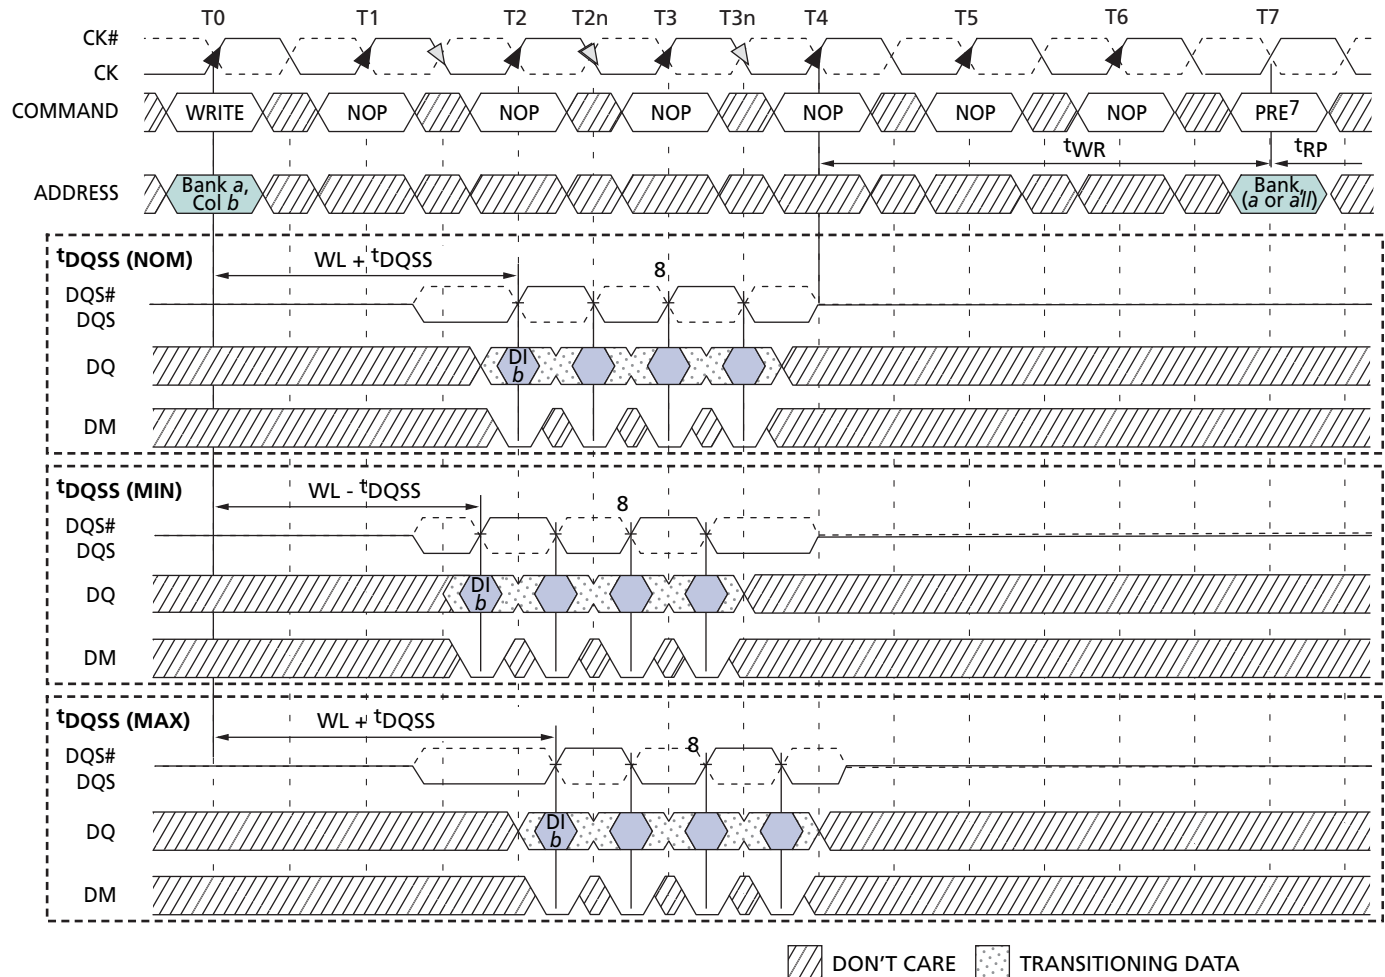 T0 T1 T2 T2n T3 T3n T4 T5 T6 T7
CK#
CK
COMMAND WRITE NOP NOP NOP NOP NOP NOP PRE7
tWR tRP
ADDRESS Bank a, Col b Bank, (a or all)
tDQSS (NOM) WL + tDQSS
8
DQS#
DQS
DQ DI b
DM
tDQSS (MIN) WL - tDQSS
8
DQS#
DQS
DQ DI b
DM
tDQSS (MAX) WL + tDQSS
8
DQS#
DQS
DQ DI b
DM
DON'T CARE TRANSITIONING DATA